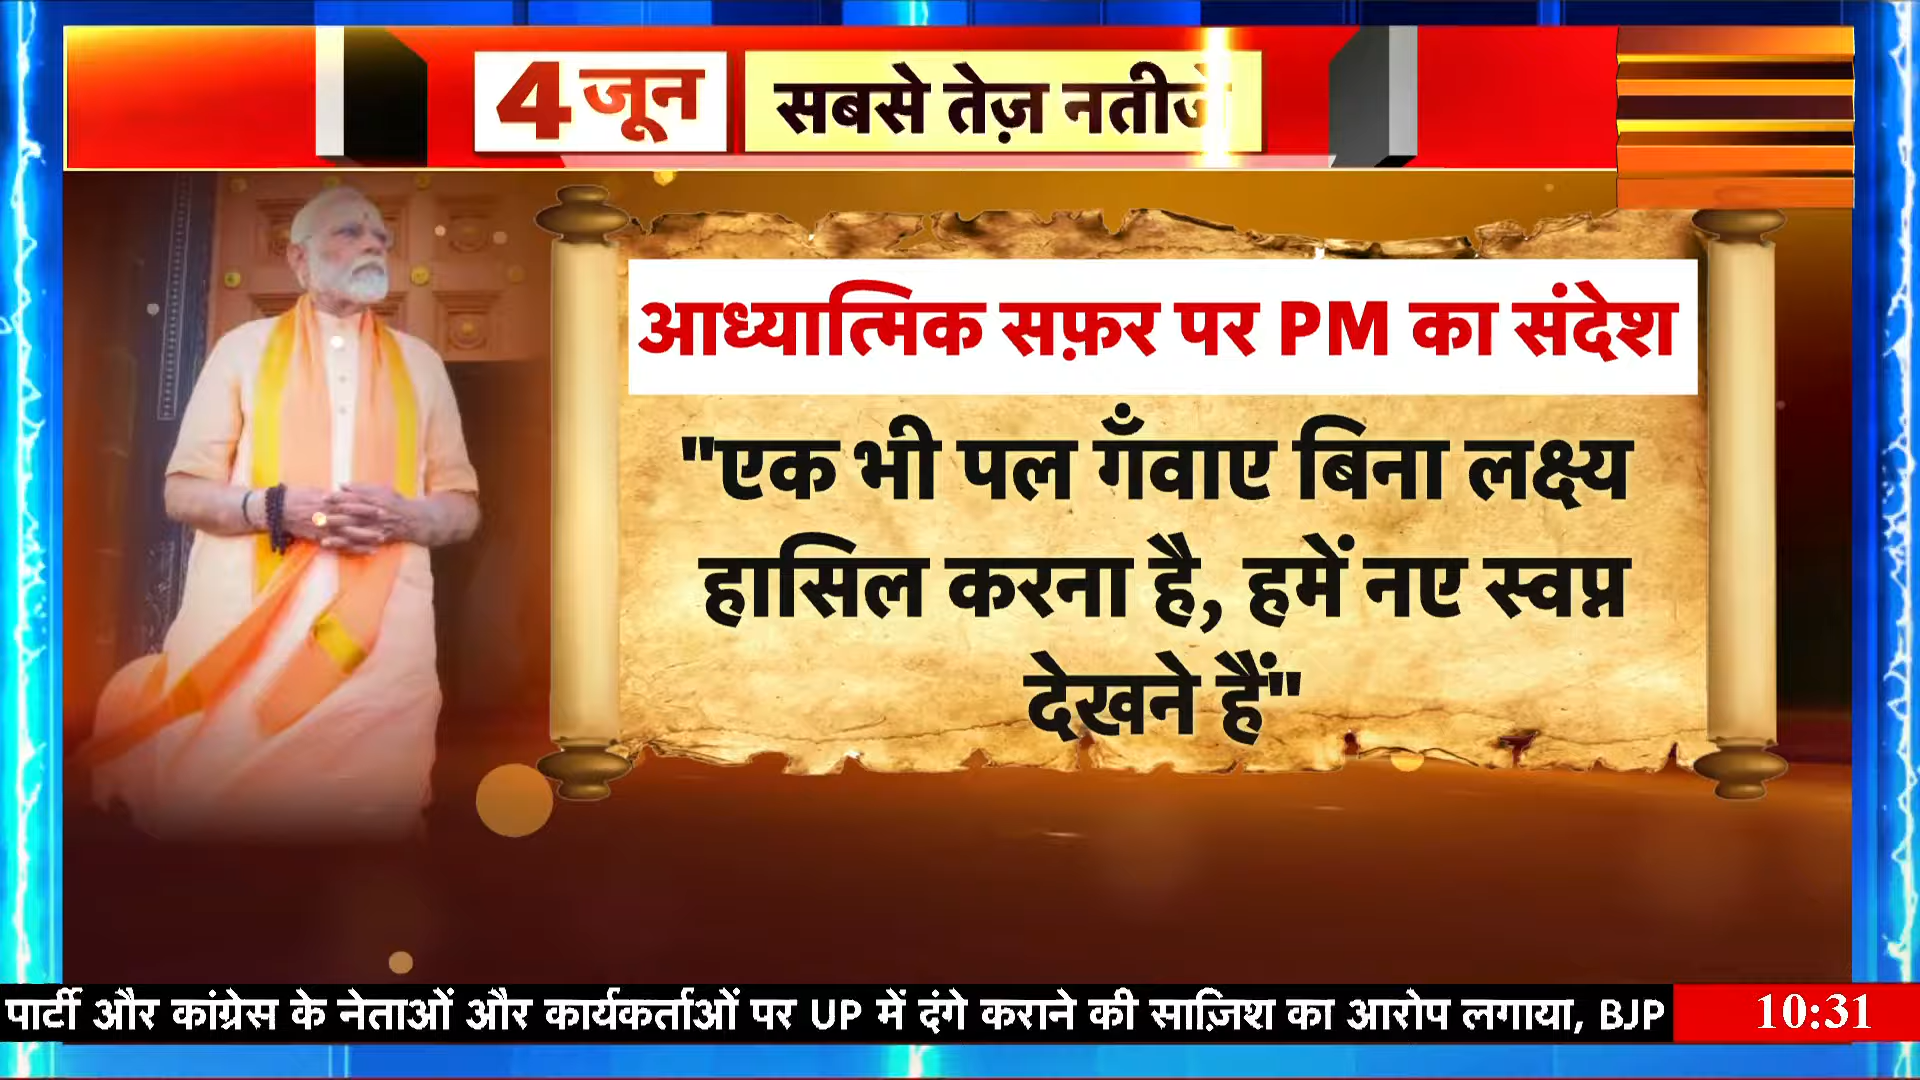 4 जून
सबसे तेज़ नतीजे
आध्यात्मिक सफ़र पर PM का संदेश
"एक भी पल गँवाए बिना लक्ष्य
हासिल करना है, हमें नए स्वप्न
देखने हैं"
पार्टी और कांग्रेस के नेताओं और कार्यकर्ताओं पर UP में दंगे कराने की साज़िश का आरोप लगाया, BJP
10:31